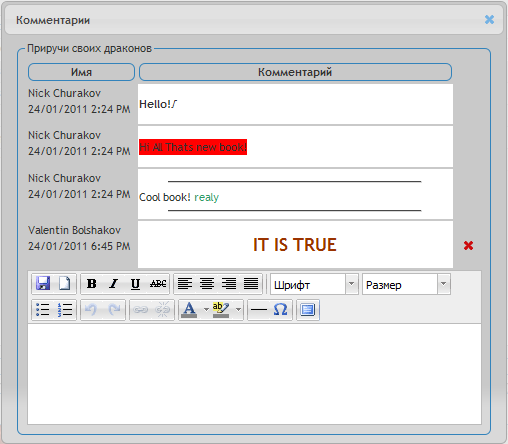 Комментарии
Приручи своих драконов
Имя Комментарий
Nick Churakov
24/01/2011 2:24 PM
Hello!
Nick Churakov
24/01/2011 2:24 PM
Hi All Thats new book!
Nick Churakov
24/01/2011 2:24 PM
Cool book! realy
Valentin Bolshakov
24/01/2011 6:45 PM
IT IS TRUE
B I U ABC Шрифт Размер
A ab Ω